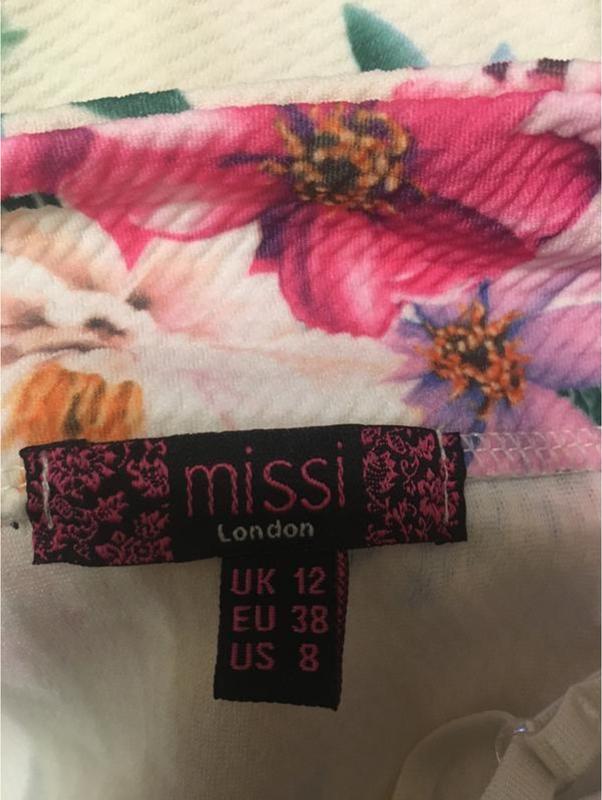 missi
London
UK 12
EU 38
US 8